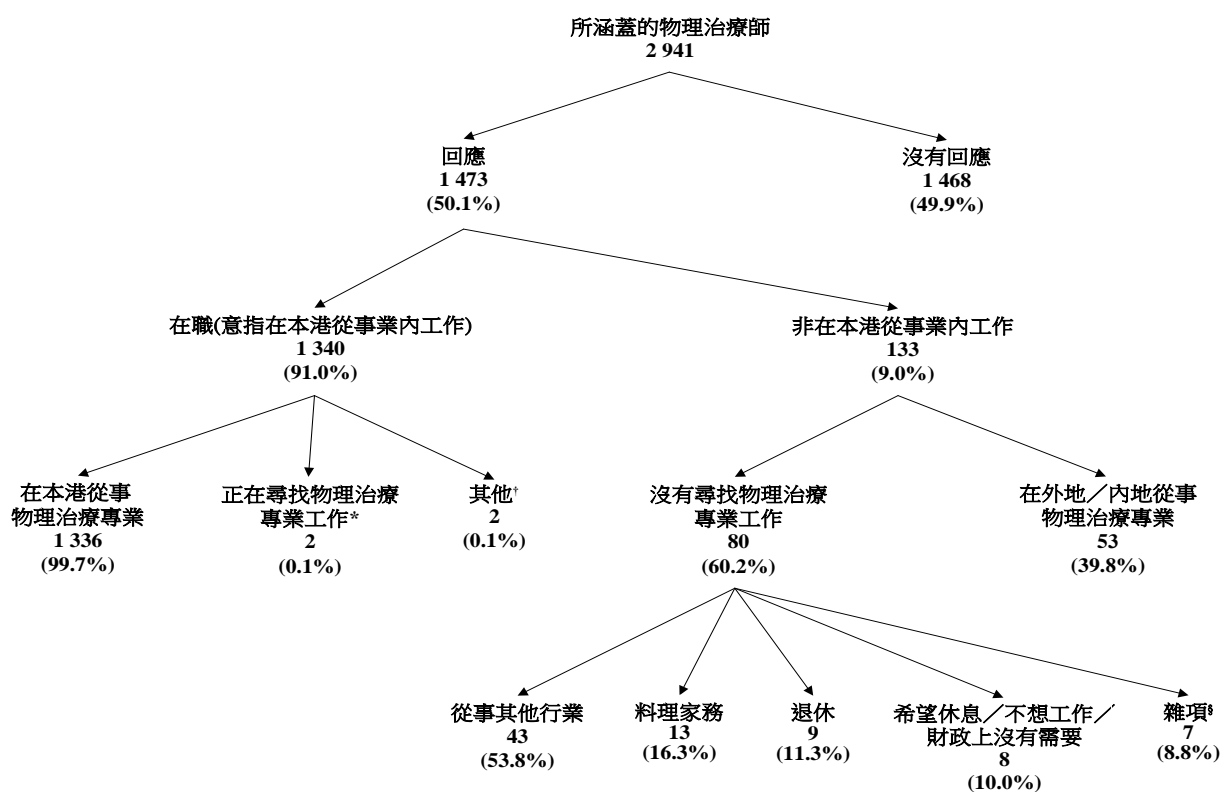 所涵蓋的物理治療師
2 941
回應
1 473
(50.1%)
沒有回應
1 468
(49.9%)
在職(意指在本港從事業內工作)
1 340
(91.0%)
非在本港從事業內工作
133
(9.0%)
在本港從事
物理治療專業
1 336
(99.7%)
正在尋找物理治療
專業工作*
2
(0.1%)
其他†
2
(0.1%)
沒有尋找物理治療
專業工作
80
(60.2%)
在外地／內地從事
物理治療專業
53
(39.8%)
從事其他行業
43
(53.8%)
料理家務
13
(16.3%)
退休
9
(11.3%)
希望休息／不想工作／
財政上沒有需要
8
(10.0%)
雜項§
7
(8.8%)